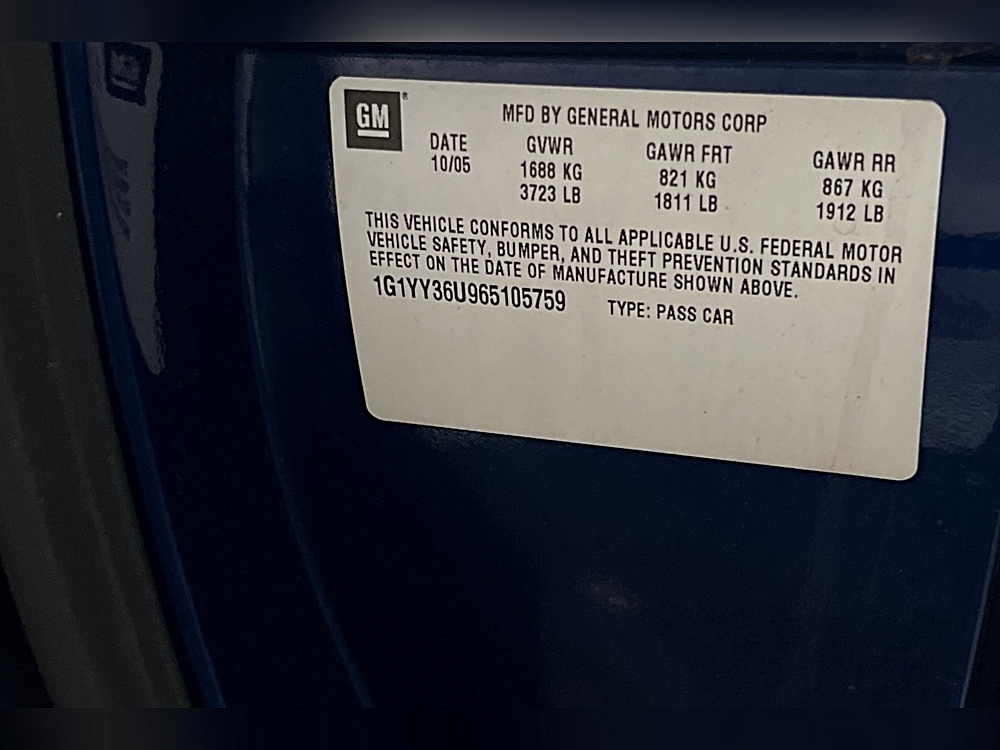 GM
MFD BY GENERAL MOTORS CORP
DATE GVWR GAWR FRT GAWR RR
10/05 1688 KG 821 KG 867 KG
3723 LB 1811 LB 1912 LB
THIS VEHICLE CONFORMS TO ALL APPLICABLE U.S. FEDERAL MOTOR
VEHICLE SAFETY, BUMPER, AND THEFT PREVENTION STANDARDS IN
EFFECT ON THE DATE OF MANUFACTURE SHOWN ABOVE.
1G1YY36U965105759 TYPE: PASS CAR